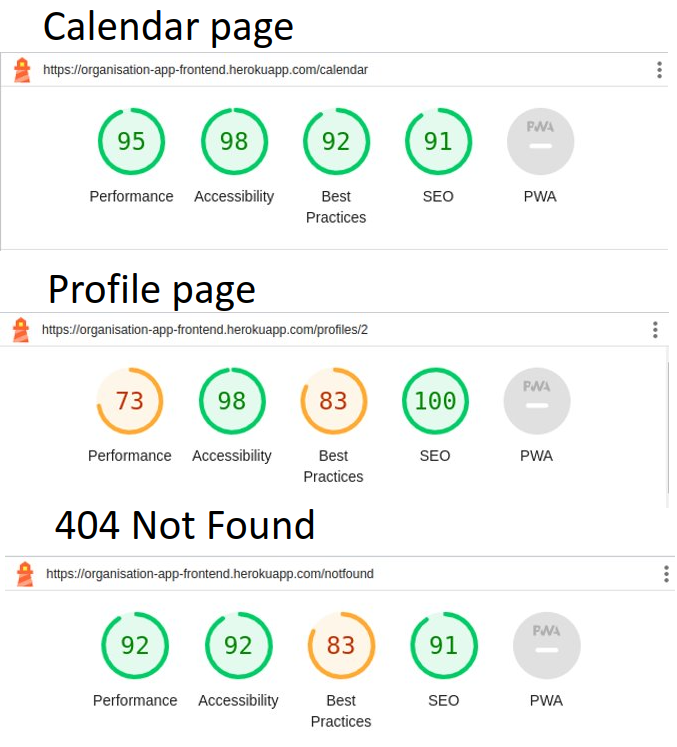 Calendar page
https://organisation-app-frontend.herokuapp.com/calendar
95 98 92 91 PWA
Performance Accessibility Best Practices SEO PWA
Profile page
https://organisation-app-frontend.herokuapp.com/profiles/2
73 98 83 100 PWA
Performance Accessibility Best Practices SEO PWA
404 Not Found
https://organisation-app-frontend.herokuapp.com/notfound
92 92 83 91 PWA
Performance Accessibility Best Practices SEO PWA